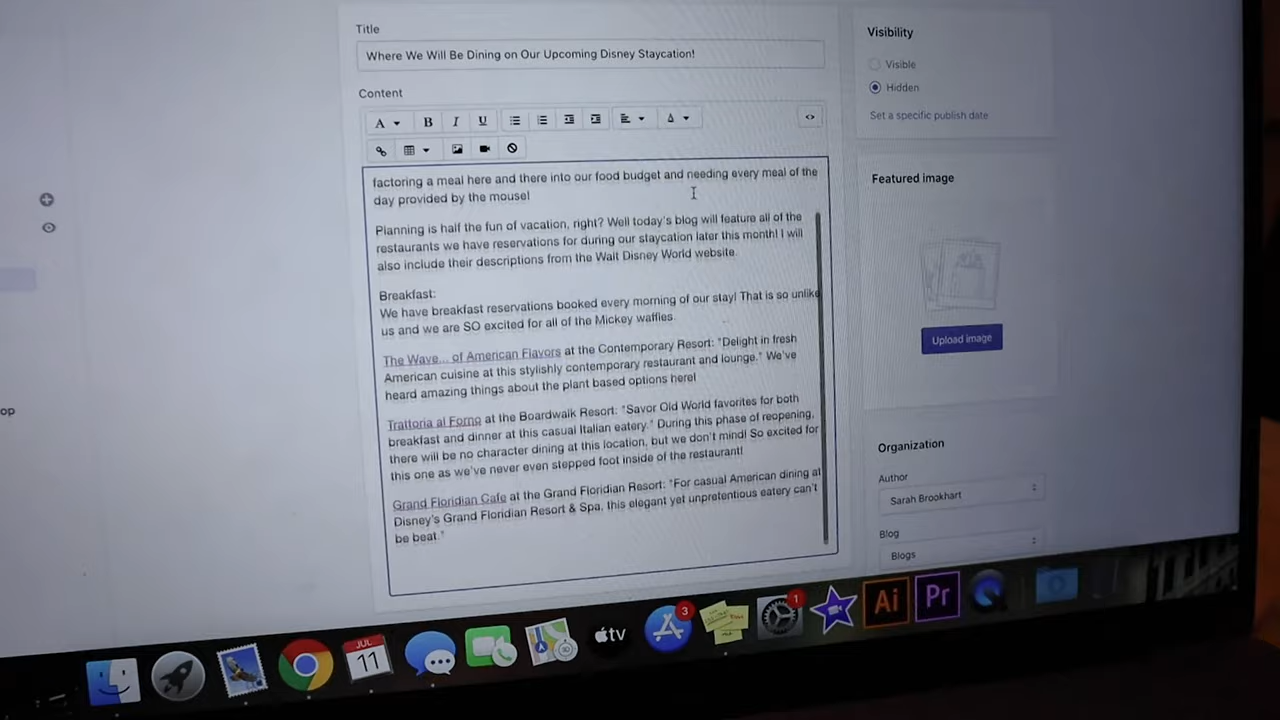 Title
Where We Will Be Dining on Our Upcoming Disney Staycation!
Content
A
B
I
U
A
<>
factoring a meal here and there into our food budget and needing every meal of the
day provided by the mouse!
Planning is half the fun of vacation, right? Well today's blog will feature all of the
restaurants we have reservations for during our staycation later this month! I will
also include their descriptions from the Walt Disney World website.
Breakfast:
We have breakfast reservations booked every morning of our stay! That is so unlike
us and we are SO excited for all of the Mickey waffles.
The Wave... of American Flavors at the Contemporary Resort: "Delight in fresh
American cuisine at this stylishly contemporary restaurant and lounge." We've
heard amazing things about the plant based options here!
Trattoria al Forno at the Boardwalk Resort: "Savor Old World favorites for both
breakfast and dinner at this casual Italian eatery." During this phase of reopening,
there will be no character dining at this location, but we don't mind! So excited for
this one as we've never even stepped foot inside of the restaurant!
Grand Floridian Cafe at the Grand Floridian Resort: "For casual American dining at
Disney's Grand Floridian Resort & Spa, this elegant yet unpretentious eatery can't
be beat."
Visibility
Visible
Hidden
Set a specific publish date
Featured image
Upload image
Organization
Author
Sarah Brookhart
Blog
Blogs
op
JUL
11
tv
3
1
Ai
Pr